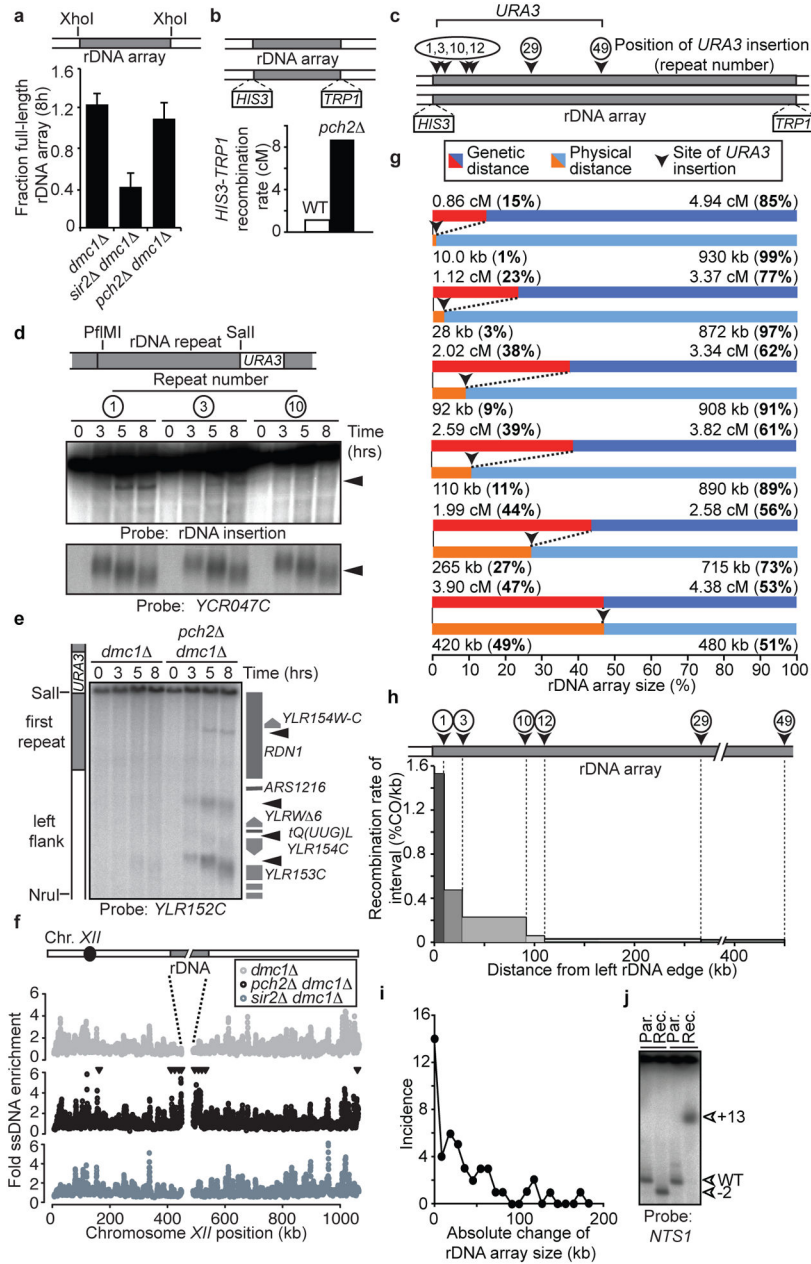 a
XhoI XhoI
rDNA array
Fraction full-length
rDNA array (8h)
1.6
1.2
0.8
0.4
0
dmc1Δ
sir2Δ dmc1Δ
pch2Δ dmc1Δ
b
rDNA array
HIS3 TRP1
HIS3-TRP1
recombination
rate (cM)
8
4
0
WT
pch2Δ
c
URA3
1,3,10,12 29 49
Position of URA3 insertion
(repeat number)
HIS3 rDNA array TRP1
d
PflMI rDNA repeat SalI
URA3
Repeat number
1 3 10
0 3 5 8 0 3 5 8 0 3 5 8 Time
(hrs)
Probe: rDNA insertion
Probe: YCR047C
e
dmc1Δ pch2Δ dmc1Δ
0 3 5 8 0 3 5 8 Time (hrs)
URA3
SalI
first
repeat
left
flank
NruI
YLR154W-C
RDN1
ARS1216
YLRWΔ6
tQ(UUG)L
YLR154C
YLR153C
Probe: YLR152C
f
Chr. XII
rDNA
dmc1Δ
pch2Δ dmc1Δ
sir2Δ dmc1Δ
Fold ssDNA enrichment
6
4
2
0
6
4
2
0
6
4
2
0
0 200 400 600 800 1000
Chromosome XII position (kb)
g
Genetic distance
Physical distance
Site of URA3 insertion
0.86 cM (15%) 4.94 cM (85%)
10.0 kb (1%) 930 kb (99%)
1.12 cM (23%) 3.37 cM (77%)
28 kb (3%) 872 kb (97%)
2.02 cM (38%) 3.34 cM (62%)
92 kb (9%) 908 kb (91%)
2.59 cM (39%) 3.82 cM (61%)
110 kb (11%) 890 kb (89%)
1.99 cM (44%) 2.58 cM (56%)
265 kb (27%) 715 kb (73%)
3.90 cM (47%) 4.38 cM (53%)
420 kb (49%) 480 kb (51%)
0 10 20 30 40 50 60 70 80 90 100
rDNA array size (%)
h
1 3 10 12 29 49
rDNA array
Recombination rate of
interval (%CO/kb)
1.6
1.2
0.8
0.4
0
0 100 200 300 400
Distance from left rDNA edge (kb)
i
Incidence
16
12
8
4
0
0 100 200
Absolute change of
rDNA array size (kb)
j
Par.
Rec.
Par.
Rec.
+13
WT
-2
Probe:
NTS1